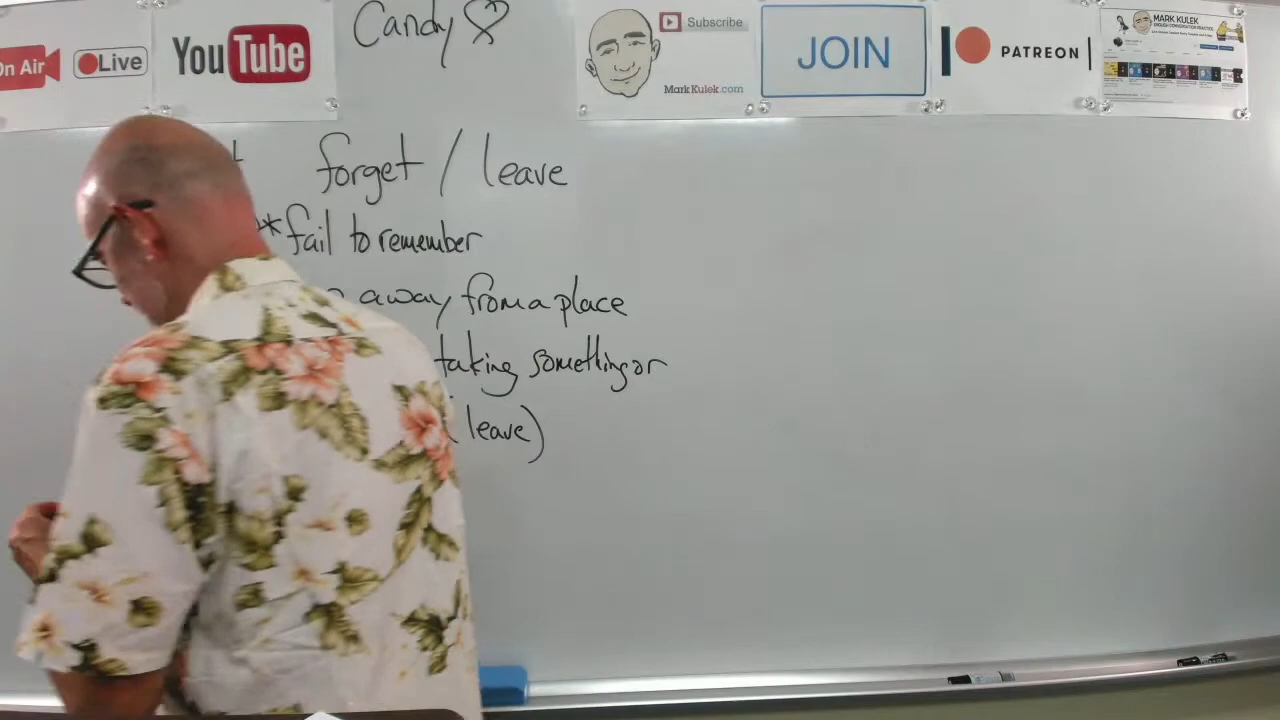 On Air
Live
YouTube
Candy
Subscribe
MarkKulek.com
JOIN
PATREON
MARK KULEK
forget / leave
*fail to remember
away from a place
taking something or
leave)